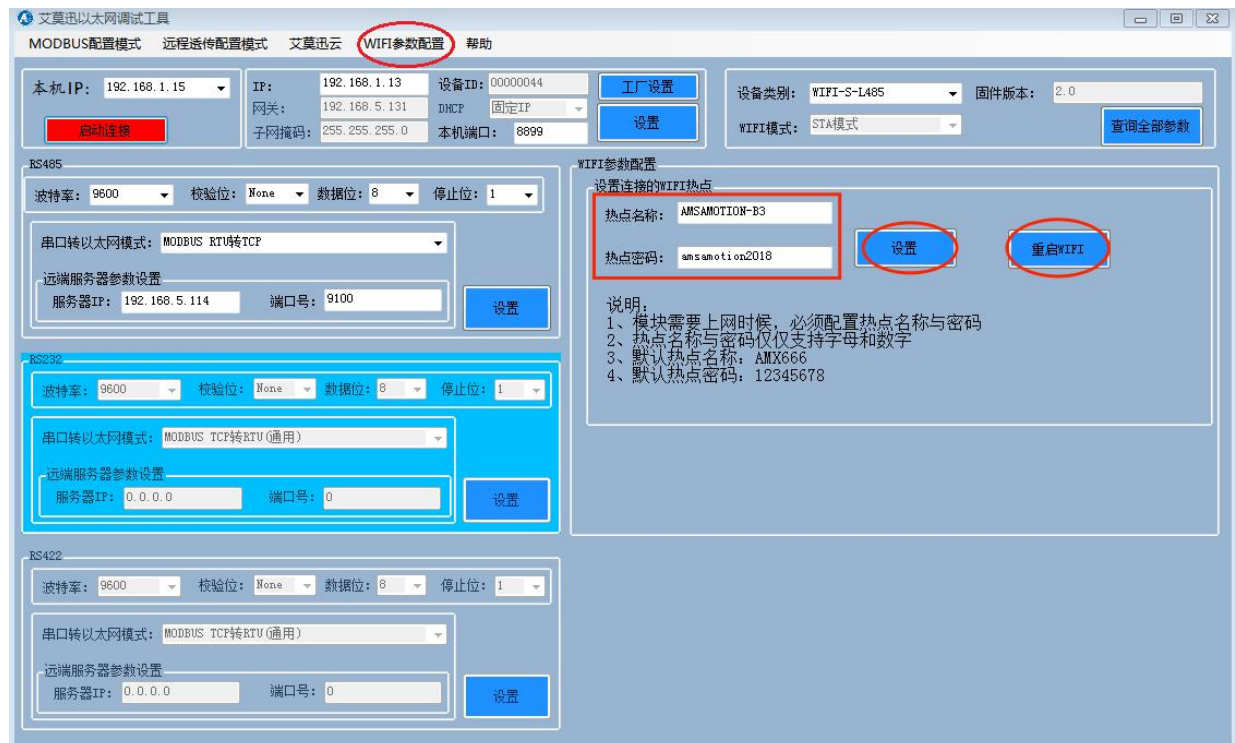 艾莫迅以太网调试工具
MODBUS配置模式 远程透传配置模式 艾莫迅云 WIFI参数配置 帮助
本机IP: 192.168.1.15
启动连接
IP: 192.168.1.13 设备ID: 00000044 工厂设置
网关: 192.168.5.131 DHCP 固定IP
子网掩码: 255.255.255.0 本机端口: 8899 设置
设备类别: WIFI-S-L485 固件版本: 2.0
WIFI模式: STA模式 查询全部参数
RS485
波特率: 9600 校验位: None 数据位: 8 停止位: 1
串口转以太网模式: MODBUS RTU转TCP
远端服务器参数设置
服务器IP: 192.168.5.114 端口号: 9100 设置
WIFI参数配置
设置连接的WIFI热点
热点名称: AMSAMOTION-B3
热点密码: amsamotion2018
设置 重启WIFI
说明:
1、模块需要上网时候，必须配置热点名称与密码
2、热点名称与密码仅仅支持字母和数字
3、默认热点名称: AMX666
4、默认热点密码: 12345678
RS232
波特率: 9600 校验位: None 数据位: 8 停止位: 1
串口转以太网模式: MODBUS TCP转RTU(通用)
远端服务器参数设置
服务器IP: 0.0.0.0 端口号: 0 设置
RS422
波特率: 9600 校验位: None 数据位: 8 停止位: 1
串口转以太网模式: MODBUS TCP转RTU(通用)
远端服务器参数设置
服务器IP: 0.0.0.0 端口号: 0 设置